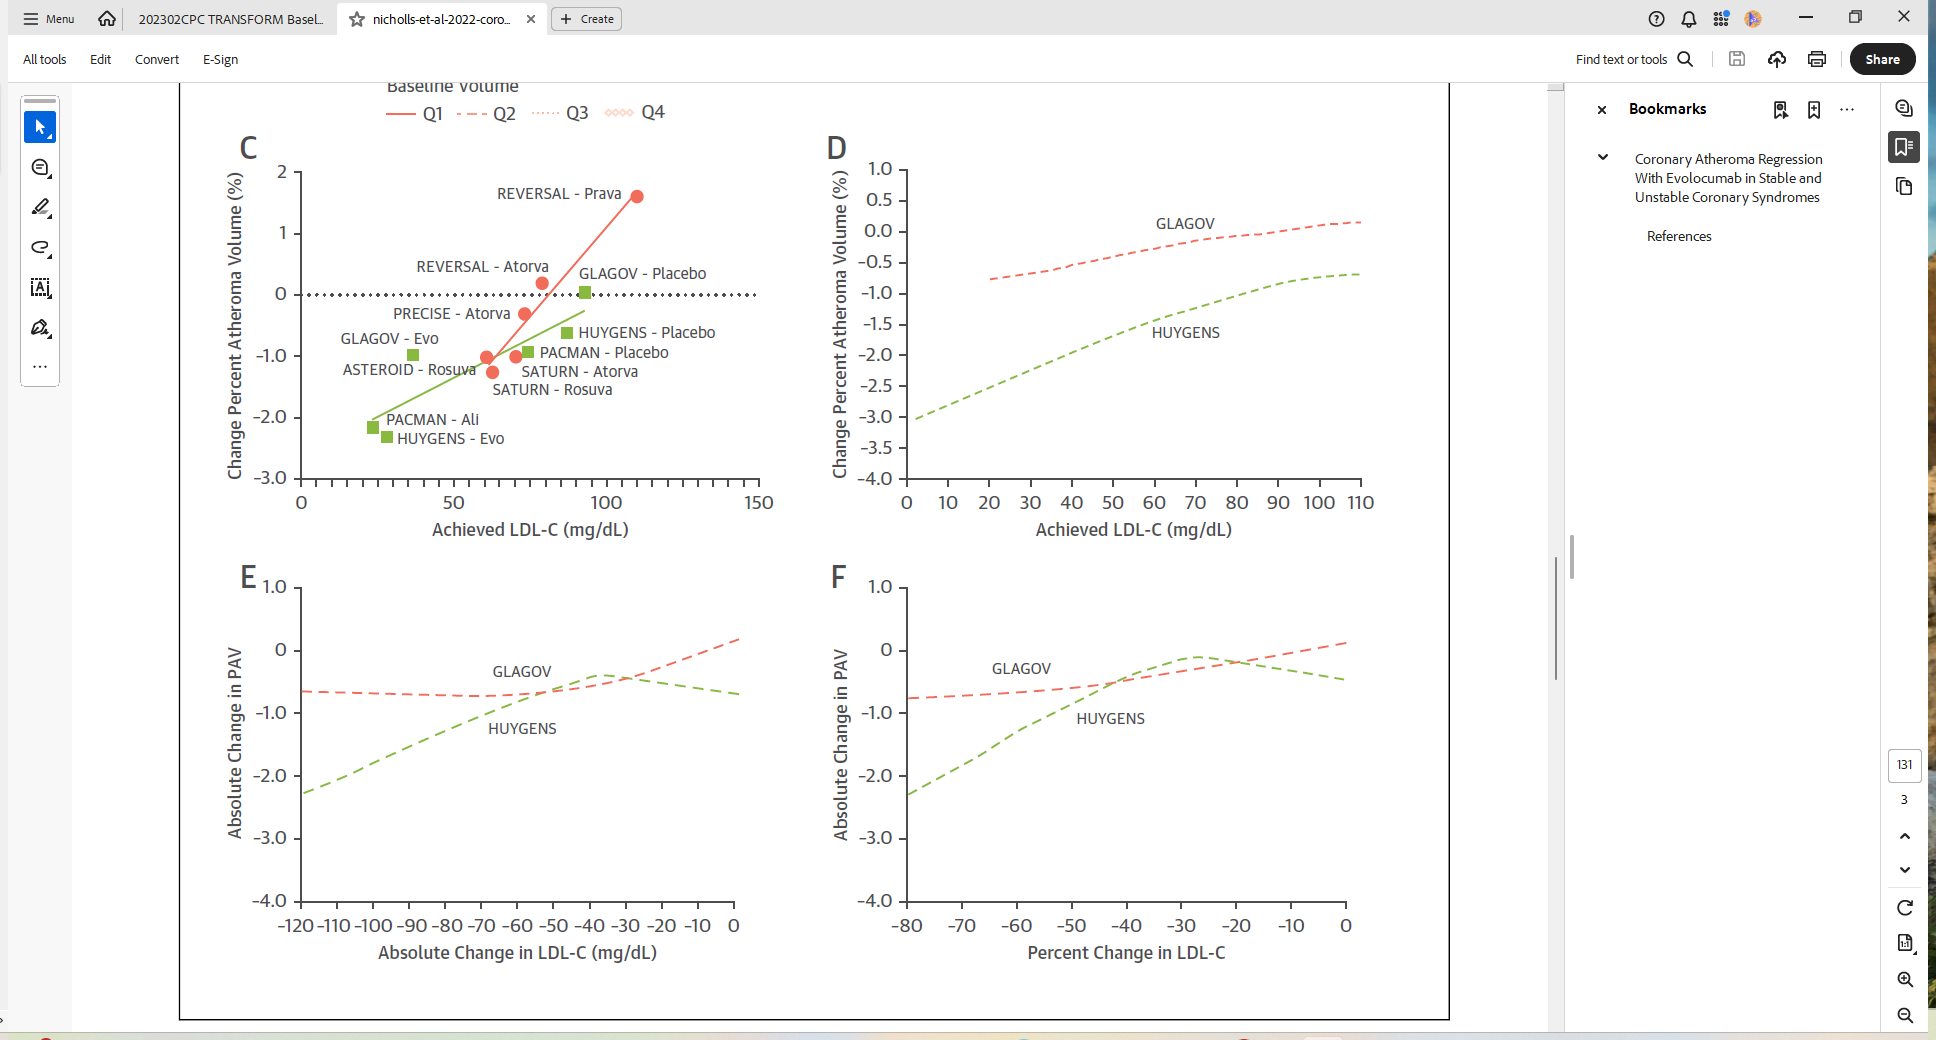 Menu
202302CPC TRANSFORM Basel...
nicholls-et-al-2022-coro...
Create
All tools
Edit
Convert
E-Sign
Find text or tools
Share
Baseline Volume
Q1 Q2 Q3 Q4
C
Change Percent Atheroma Volume (%)
2
1
0
-1.0
-2.0
-3.0
REVERSAL - Prava
REVERSAL - Atorva
GLAGOV - Placebo
PRECISE - Atorva
GLAGOV - Evo
HUYGENS - Placebo
PACMAN - Placebo
ASTEROID - Rosuva
SATURN - Atorva
SATURN - Rosuva
PACMAN - Ali
HUYGENS - Evo
0 50 100 150
Achieved LDL-C (mg/dL)
D
Change Percent Atheroma Volume (%)
1.0
0.5
0.0
-0.5
-1.0
-1.5
-2.0
-2.5
-3.0
-3.5
-4.0
GLAGOV
HUYGENS
0 10 20 30 40 50 60 70 80 90 100 110
Achieved LDL-C (mg/dL)
E
Absolute Change in PAV
1.0
0
-1.0
-2.0
-3.0
-4.0
GLAGOV
HUYGENS
-120 -110 -100 -90 -80 -70 -60 -50 -40 -30 -20 -10 0
Absolute Change in LDL-C (mg/dL)
F
Absolute Change in PAV
1.0
0
-1.0
-2.0
-3.0
-4.0
GLAGOV
HUYGENS
-80 -70 -60 -50 -40 -30 -20 -10 0
Percent Change in LDL-C
Bookmarks
Coronary Atheroma Regression
With Evolocumab in Stable and
Unstable Coronary Syndromes
References
131
3
1:1